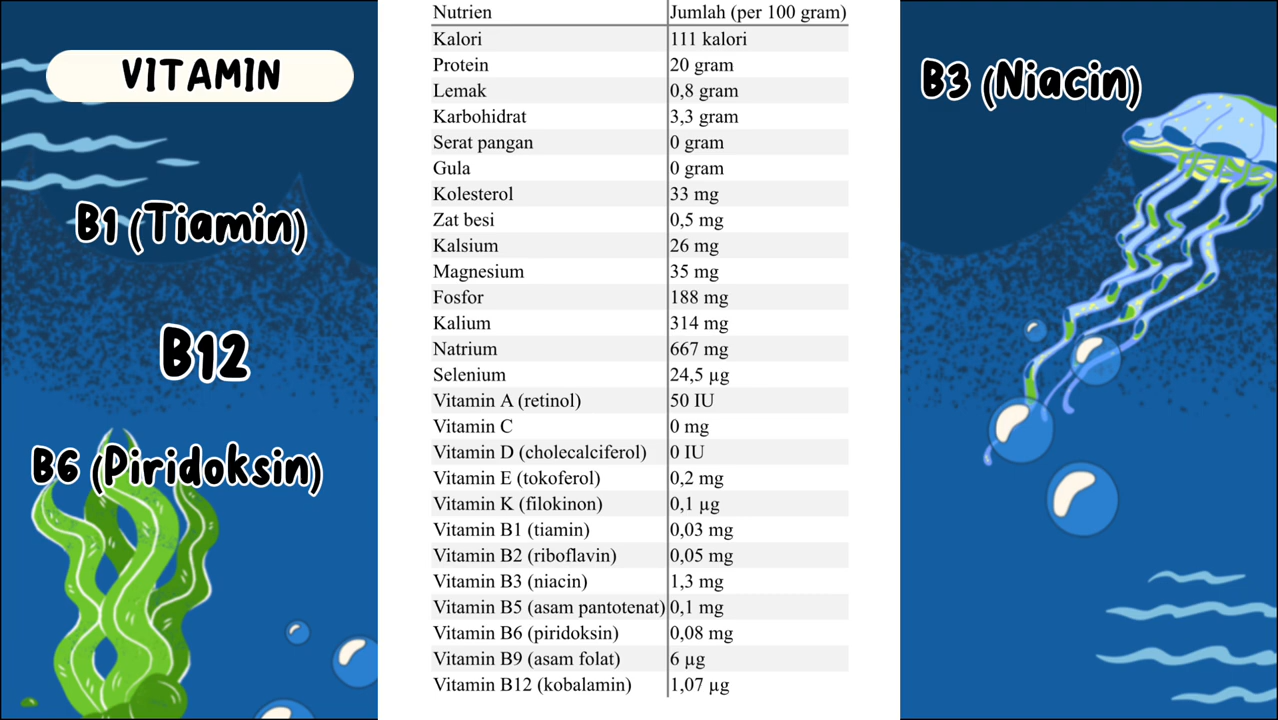 VITAMIN
B1 (Tiamin)
B12
B6 (Piridoksin)
Nutrien Jumlah (per 100 gram)
Kalori 111 kalori
Protein 20 gram
Lemak 0,8 gram
Karbohidrat 3,3 gram
Serat pangan 0 gram
Gula 0 gram
Kolesterol 33 mg
Zat besi 0,5 mg
Kalsium 26 mg
Magnesium 35 mg
Fosfor 188 mg
Kalium 314 mg
Natrium 667 mg
Selenium 24,5 µg
Vitamin A (retinol) 50 IU
Vitamin C 0 mg
Vitamin D (cholecalciferol) 0 IU
Vitamin E (tokoferol) 0,2 mg
Vitamin K (filokinon) 0,1 µg
Vitamin B1 (tiamin) 0,03 mg
Vitamin B2 (riboflavin) 0,05 mg
Vitamin B3 (niacin) 1,3 mg
Vitamin B5 (asam pantotenat) 0,1 mg
Vitamin B6 (piridoksin) 0,08 mg
Vitamin B9 (asam folat) 6 µg
Vitamin B12 (kobalamin) 1,07 µg
B3 (Niacin)